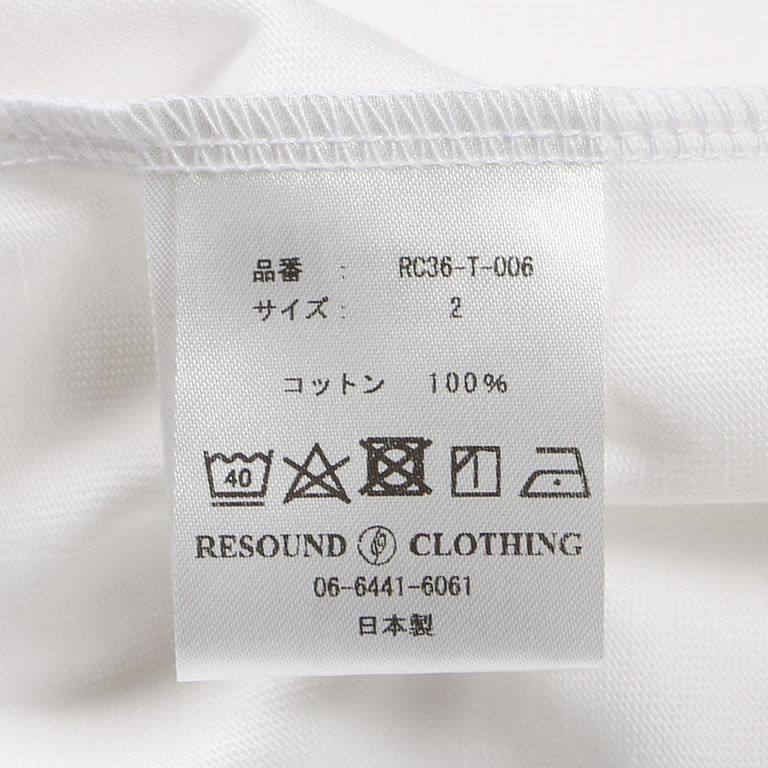 品番 : RC36-T-006
サイズ : 2
コットン 100%
40
RESOUND CLOTHING
06-6441-6061
日本製